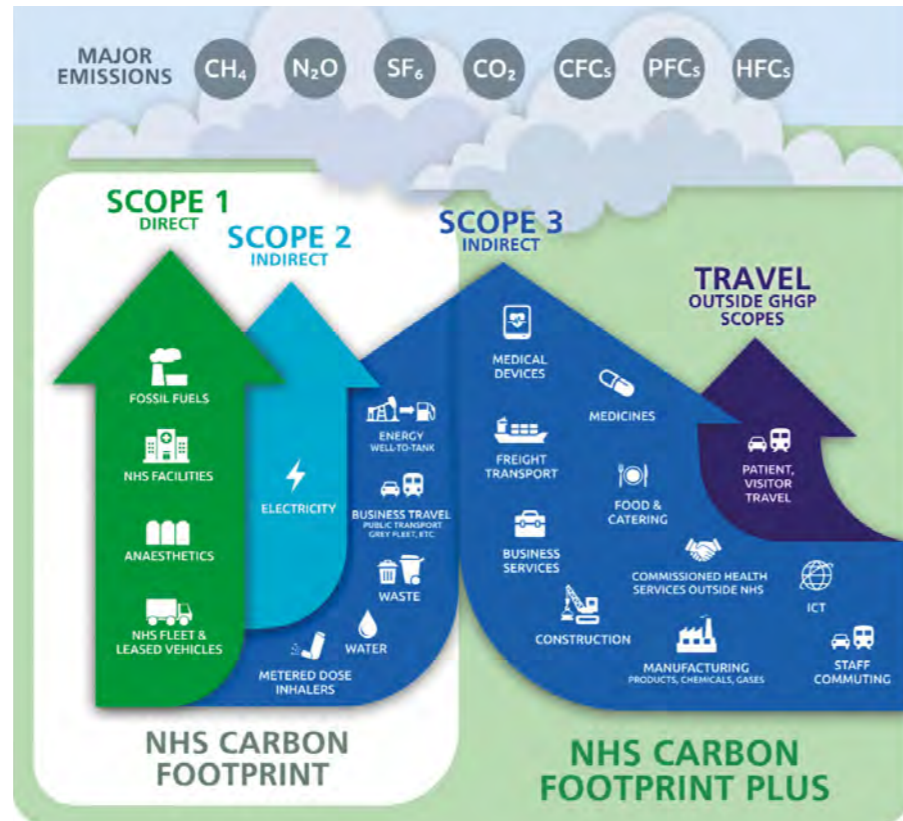 MAJOR
EMISSIONS
CH₄
N₂O
SF₆
CO₂
CFCs
PFCs
HFCs
SCOPE 1
DIRECT
FOSSIL FUELS
NHS FACILITIES
ANAESTHETICS
NHS FLEET &
LEASED VEHICLES
SCOPE 2
INDIRECT
ELECTRICITY
SCOPE 3
INDIRECT
ENERGY
WELL-TO-TANK
BUSINESS TRAVEL
PUBLIC TRANSPORT
GREY FLEET, ETC
WASTE
WATER
METERED DOSE
INHALERS
MEDICAL
DEVICES
MEDICINES
FREIGHT
TRANSPORT
FOOD &
CATERING
BUSINESS
SERVICES
COMMISSIONED HEALTH
SERVICES OUTSIDE NHS
ICT
CONSTRUCTION
MANUFACTURING
PRODUCTS, CHEMICALS, GASES
STAFF
COMMUTING
TRAVEL
OUTSIDE GHGP
SCOPES
PATIENT,
VISITOR
TRAVEL
NHS CARBON
FOOTPRINT
NHS CARBON
FOOTPRINT PLUS